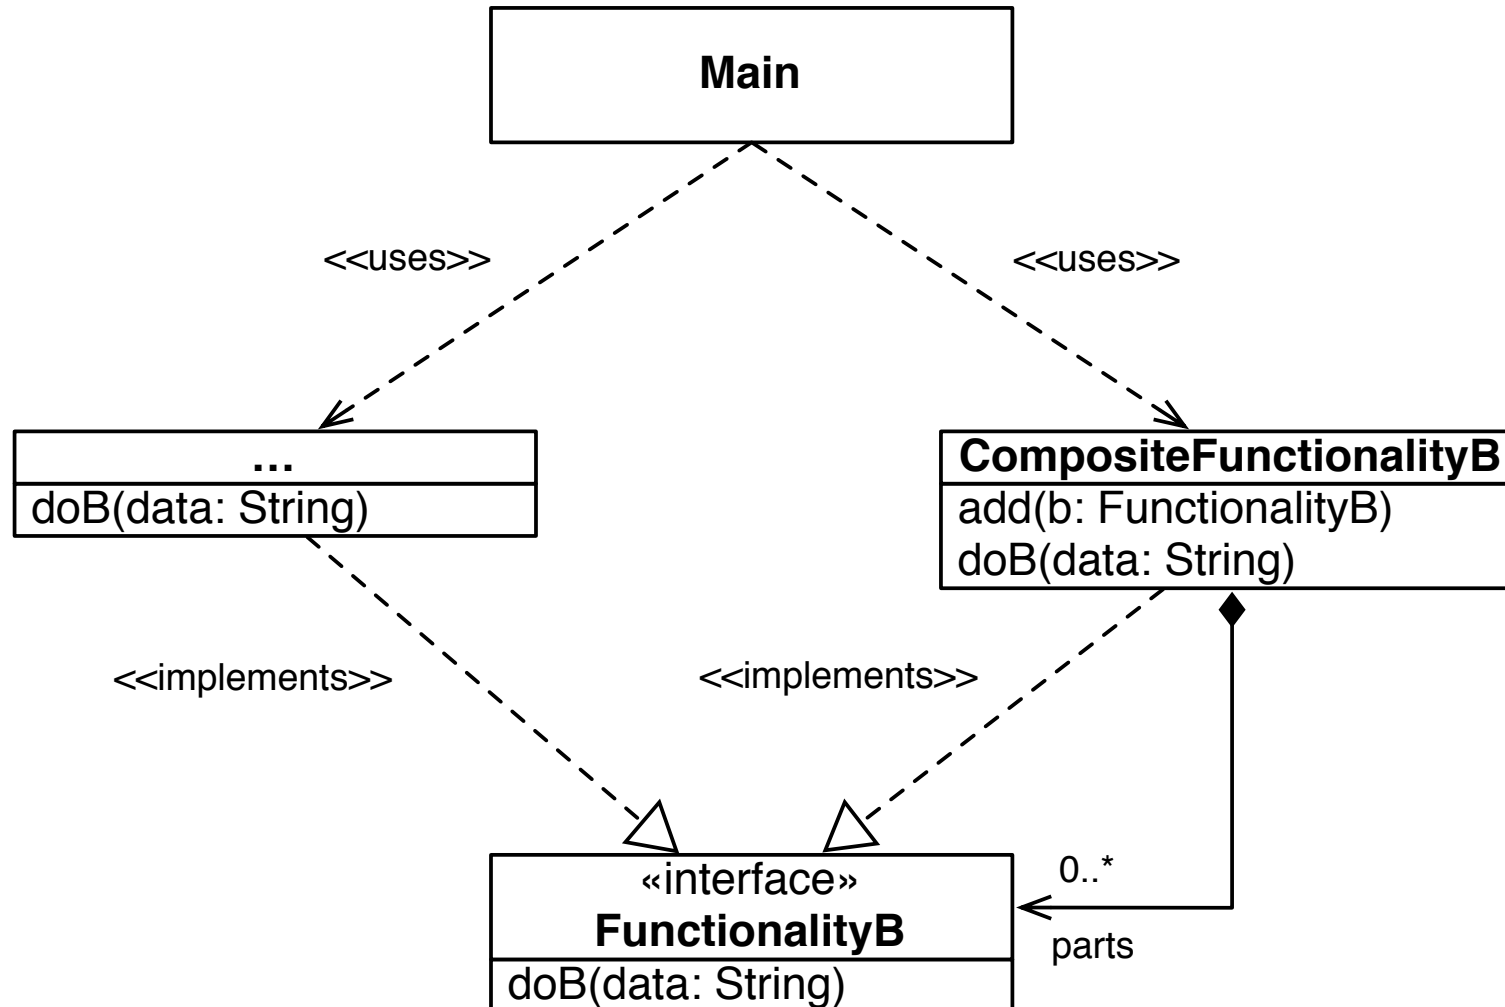 Main
<<uses>>
<<uses>>
...
doB(data: String)
CompositeFunctionalityB
add(b: FunctionalityB)
doB(data: String)
<<implements>>
<<implements>>
«interface»
FunctionalityB
doB(data: String)
0..*
parts